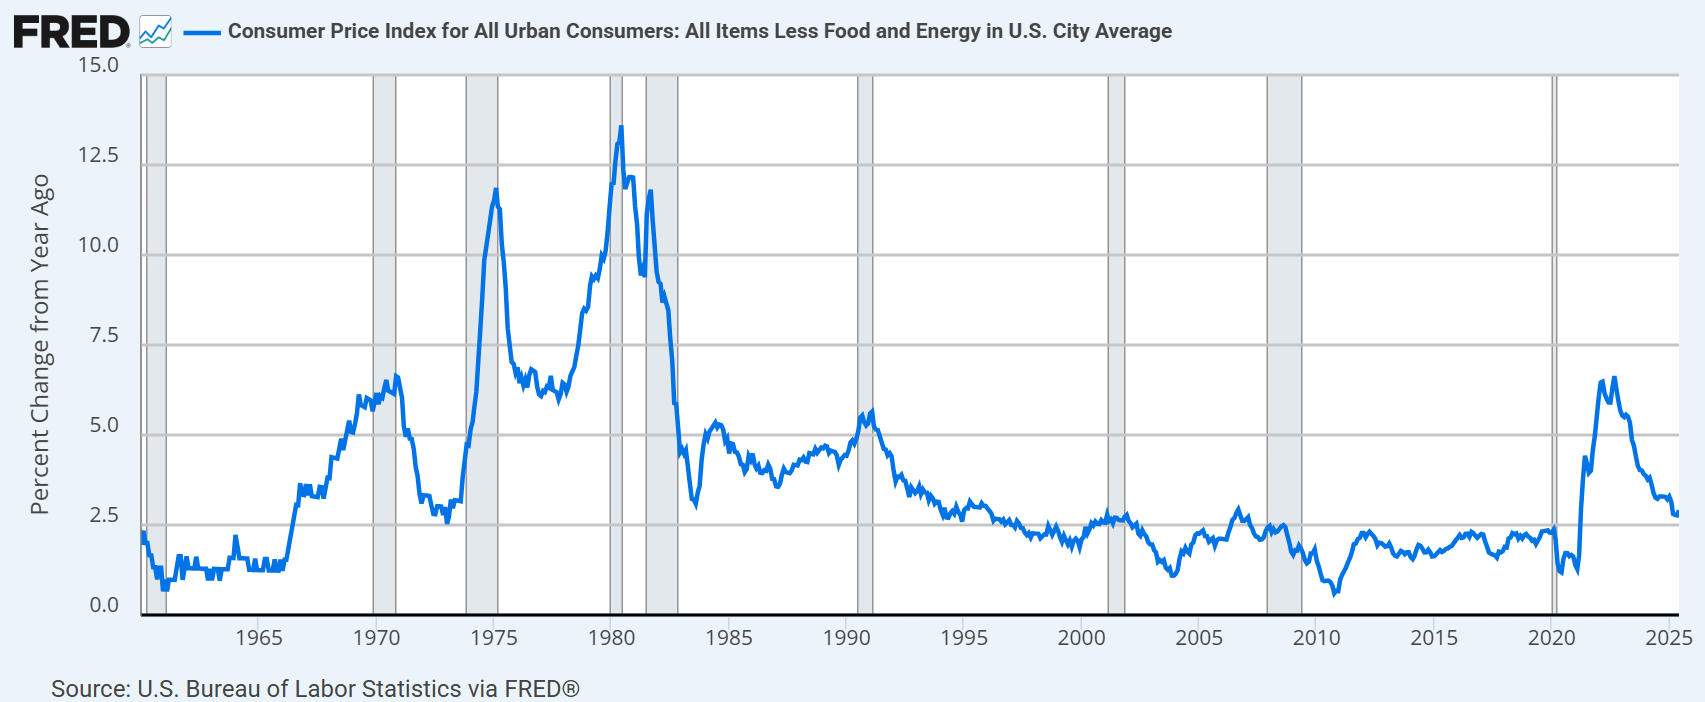 FRED® Consumer Price Index for All Urban Consumers: All Items Less Food and Energy in U.S. City Average
Percent Change from Year Ago
15.0
12.5
10.0
7.5
5.0
2.5
0.0
1965 1970 1975 1980 1985 1990 1995 2000 2005 2010 2015 2020 2025
Source: U.S. Bureau of Labor Statistics via FRED®